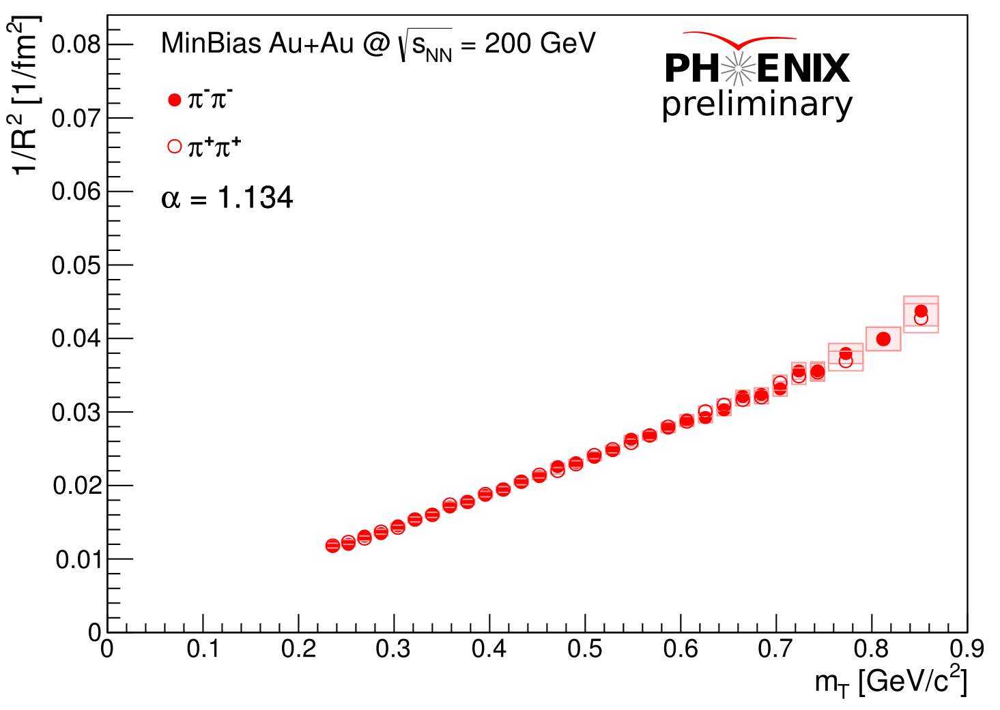 MinBias Au+Au @ √sNN = 200 GeV
PHENIX
preliminary
π-π-
π+π+
α = 1.134
1/R2 [1/fm2]
0.08
0.07
0.06
0.05
0.04
0.03
0.02
0.01
0
0 0.1 0.2 0.3 0.4 0.5 0.6 0.7 0.8 0.9
mT [GeV/c2]